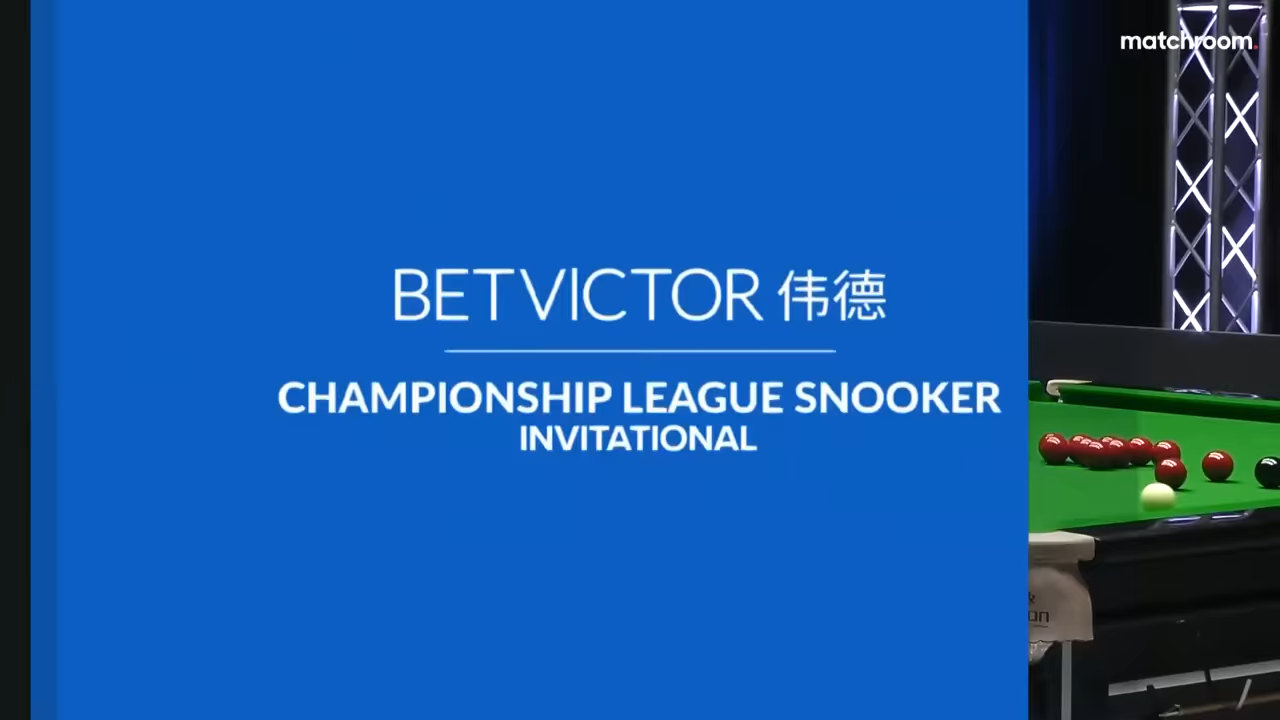 matchroom.
BETVICTOR 伟德
CHAMPIONSHIP LEAGUE SNOOKER
INVITATIONAL